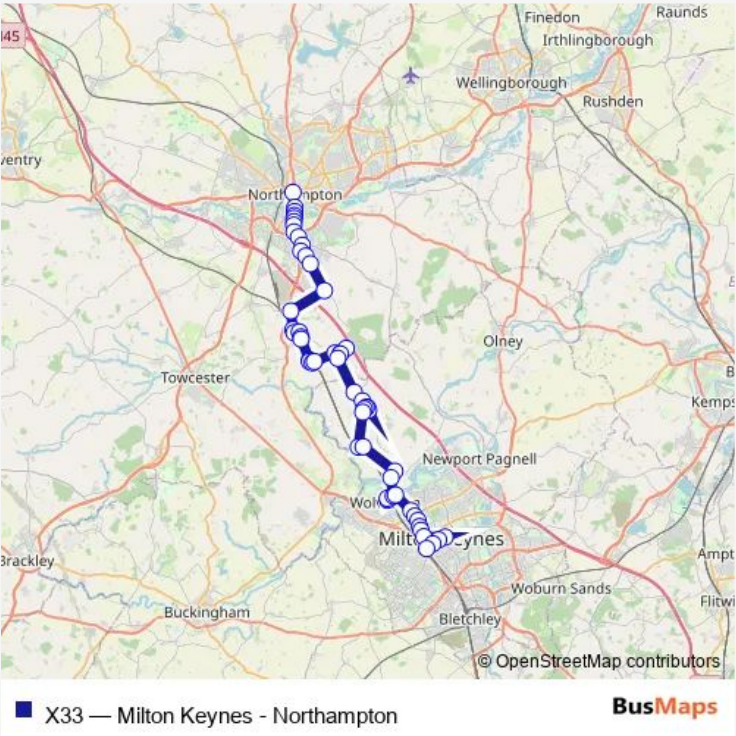 Finedon
Raunds
Irthlingborough
A45
Wellingborough
Rushden
ventry
Northampton
Olney
Towcester
B
Kemps
Newport Pagnell
Wol
Milton Keynes
Brackley
Ampt
Woburn Sands
Flitwi
Buckingham
Bletchley
© OpenStreetMap contributors
X33 — Milton Keynes - Northampton
BusMaps